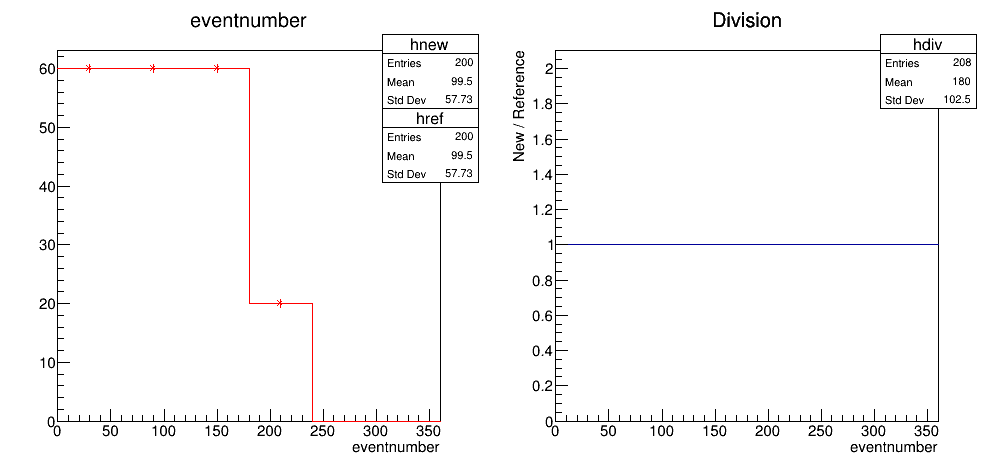 eventnumber
hnew
Entries 200
Mean 99.5
Std Dev 57.73
href
Entries 200
Mean 99.5
Std Dev 57.73
60
50
40
30
20
10
0
0 50 100 150 200 250 300 350
eventnumber
Division
hdiv
Entries 208
Mean 180
Std Dev 102.5
New / Reference
2
1.8
1.6
1.4
1.2
1
0.8
0.6
0.4
0.2
0
0 50 100 150 200 250 300 350
eventnumber